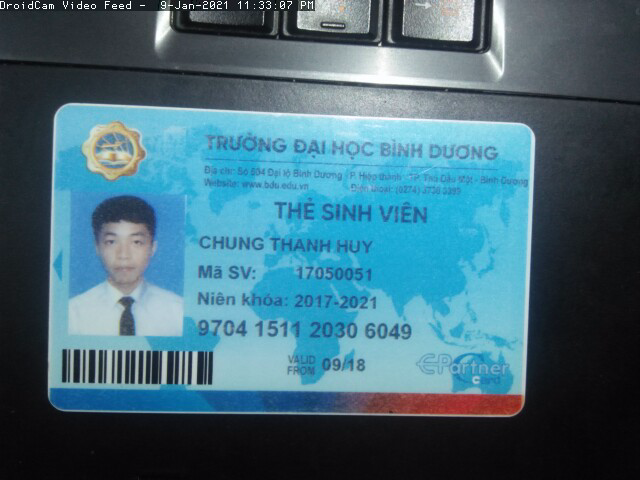 DroidCam Video Feed - 9-Jan-2021 11:33:07 PM
TRƯỜNG ĐẠI HỌC BÌNH DƯƠNG
Địa chỉ: Số 504 Đại lộ Bình Dương - P. Hiệp thành - TP. Thủ Dầu Một - Bình Dương
Website: www.bdu.edu.vn Điện thoại: (0274)
THẺ SINH VIÊN
CHUNG THANH HUY
Mã SV: 17050051
Niên khóa: 2017-2021
9704 1511 2030 6049
VALID FROM 09/18
E-Partner
card